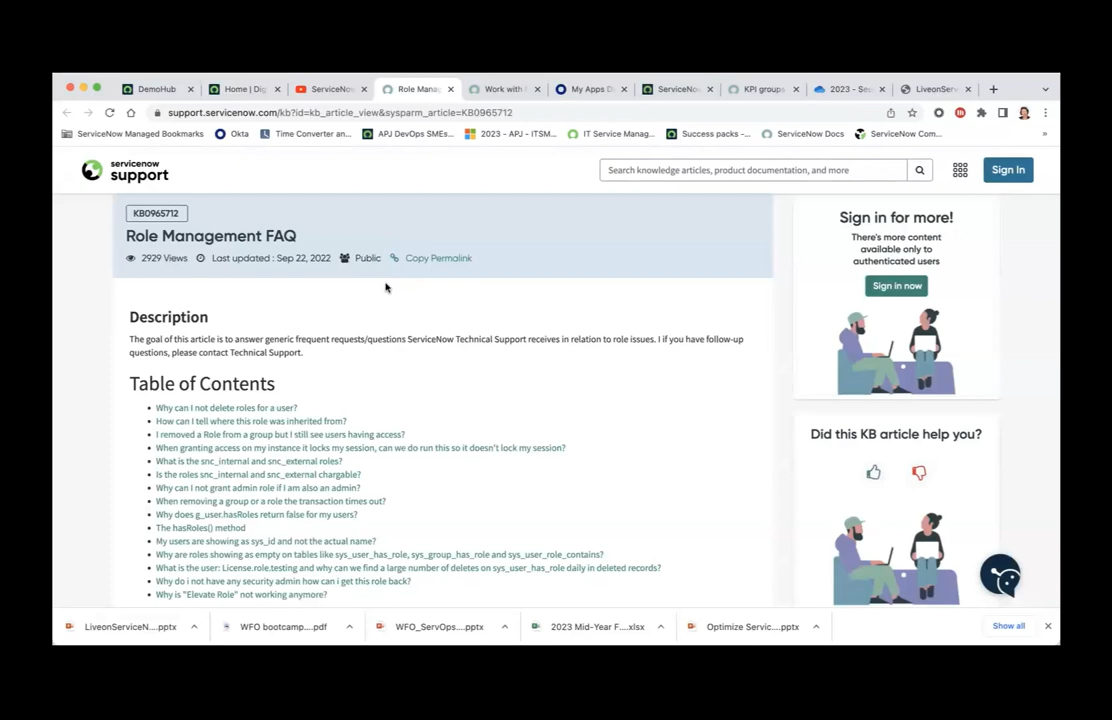 DemoHub
Home | Dig
ServiceNow
Role Manag
Work with
My Apps D
ServiceNow
KPI groups
2023 - Sec
LiveonServ
support.servicenow.com/kb?id=kb_article_view&sysparm_article=KB0965712
ServiceNow Managed Bookmarks
Okta
Time Converter an...
APJ DevOps SMEs...
2023 - APJ - ITSM...
IT Service Manag...
Success packs -...
ServiceNow Docs
ServiceNow Com...
»
servicenow
support
Search knowledge articles, product documentation, and more
Sign In
KB0965712
Role Management FAQ
2929 Views
Last updated : Sep 22, 2022
Public
Copy Permalink
Description
The goal of this article is to answer generic frequent requests/questions ServiceNow Technical Support receives in relation to role issues. I if you have follow-up
questions, please contact Technical Support.
Table of Contents
• Why can I not delete roles for a user?
• How can I tell where this role was inherited from?
• I removed a Role from a group but I still see users having access?
• When granting access on my instance it locks my session, can we do run this so it doesn't lock my session?
• What is the snc_internal and snc_external roles?
• Is the roles snc_internal and snc_external chargable?
• Why can I not grant admin role if I am also an admin?
• When removing a group or a role the transaction times out?
• Why does g_user.hasRoles return false for my users?
• The hasRoles() method
• My users are showing as sys_id and not the actual name?
• Why are roles showing as empty on tables like sys_user_has_role, sys_group_has_role and sys_user_role_contains?
• What is the user: License.role.testing and why can we find a large number of deletes on sys_user_has_role daily in deleted records?
• Why do i not have any security admin how can i get this role back?
• Why is "Elevate Role" not working anymore?
Sign in for more!
There's more content
available only to
authenticated users
Sign in now
Did this KB article help you?
LiveonServiceN....pptx
WFO bootcamp....pdf
WFO_ServOps....pptx
2023 Mid-Year F....xlsx
Optimize Servic....pptx
Show all